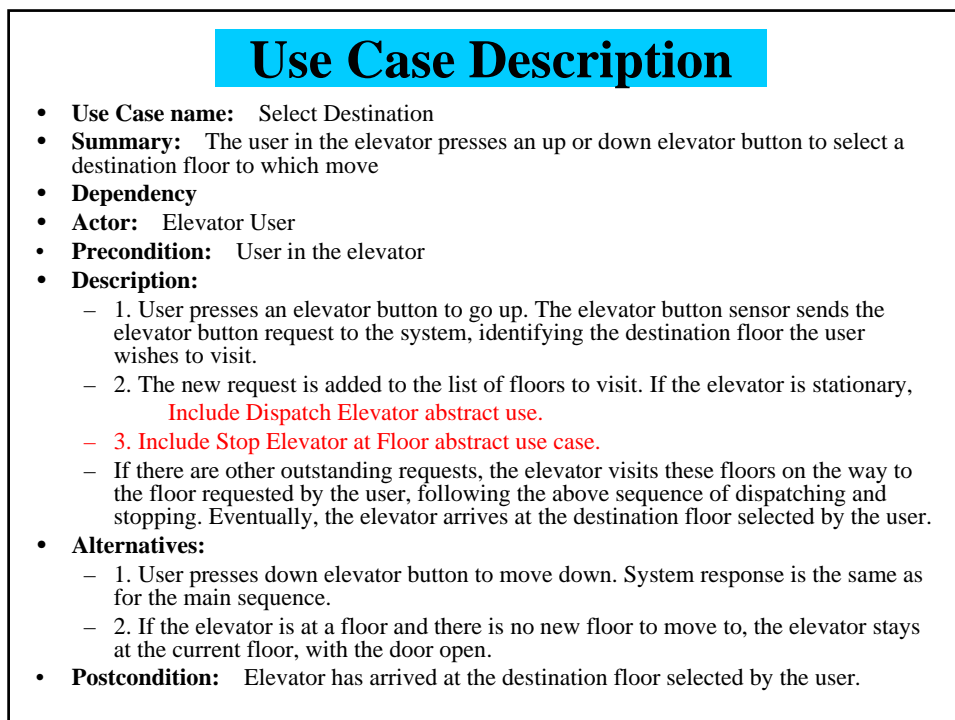 Use Case Description
• Use Case name: Select Destination
• Summary: The user in the elevator presses an up or down elevator button to select a
destination floor to which move
• Dependency
• Actor: Elevator User
• Precondition: User in the elevator
• Description:
– 1. User presses an elevator button to go up. The elevator button sensor sends the
elevator button request to the system, identifying the destination floor the user
wishes to visit.
– 2. The new request is added to the list of floors to visit. If the elevator is stationary,
Include Dispatch Elevator abstract use.
– 3. Include Stop Elevator at Floor abstract use case.
– If there are other outstanding requests, the elevator visits these floors on the way to
the floor requested by the user, following the above sequence of dispatching and
stopping. Eventually, the elevator arrives at the destination floor selected by the user.
• Alternatives:
– 1. User presses down elevator button to move down. System response is the same as
for the main sequence.
– 2. If the elevator is at a floor and there is no new floor to move to, the elevator stays
at the current floor, with the door open.
• Postcondition: Elevator has arrived at the destination floor selected by the user.